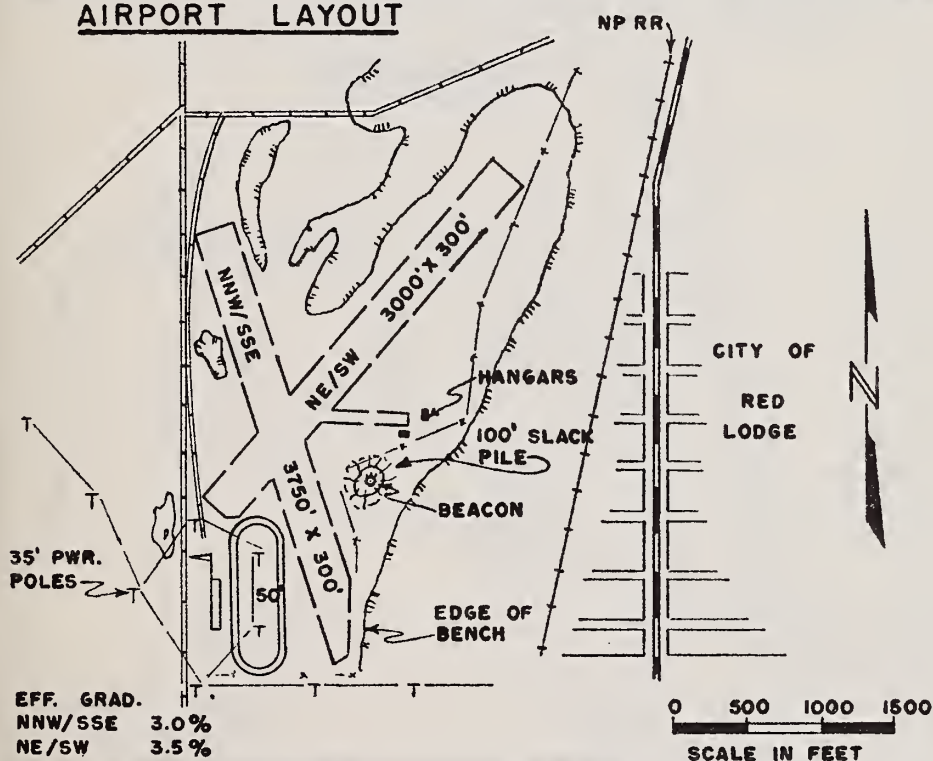 AIRPORT LAYOUT
NP RR
NNW/SSE
3000' X 300'
NE/SW
HANGARS
CITY OF
RED
LODGE
N
100' SLACK
PILE
BEACON
3750' X 300'
T
T
35' PWR.
POLES
T
T
50'
T
EDGE OF
BENCH
T
T
T
EFF. GRAD.
NNW/SSE 3.0%
NE/SW 3.5%
0 500 1000 1500
SCALE IN FEET